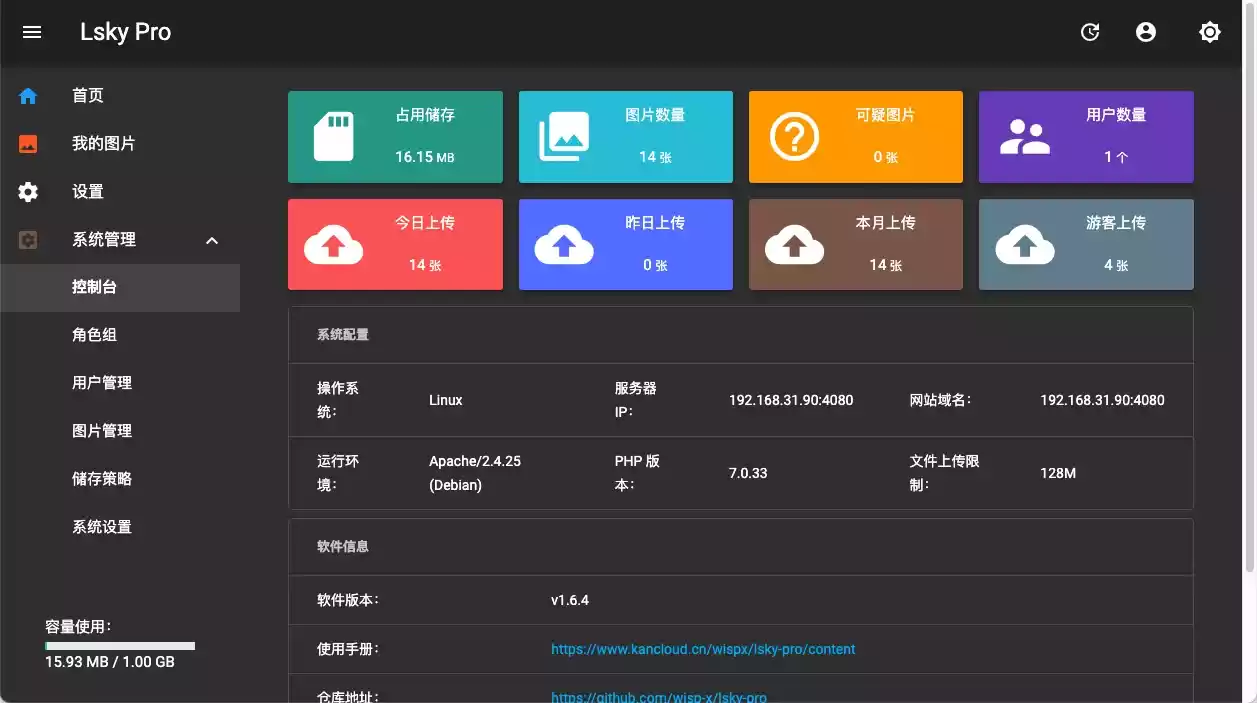 Lsky Pro
首页
我的图片
设置
系统管理
控制台
角色组
用户管理
图片管理
储存策略
系统设置
容量使用：
15.93 MB / 1.00 GB
占用储存
16.15 MB
图片数量
14 张
可疑图片
0 张
用户数量
1 个
今日上传
14 张
昨日上传
0 张
本月上传
14 张
游客上传
4 张
系统配置
操作系
统：
Linux
服务器
IP：
192.168.31.90:4080
网站域名：
192.168.31.90:4080
运行环
境：
Apache/2.4.25
(Debian)
PHP 版
本：
7.0.33
文件上传限
制：
128M
软件信息
软件版本：
v1.6.4
使用手册：
https://www.kancloud.cn/wispx/lsky-pro/content
仓库地址：
https://github.com/wisp-x/lsky-pro